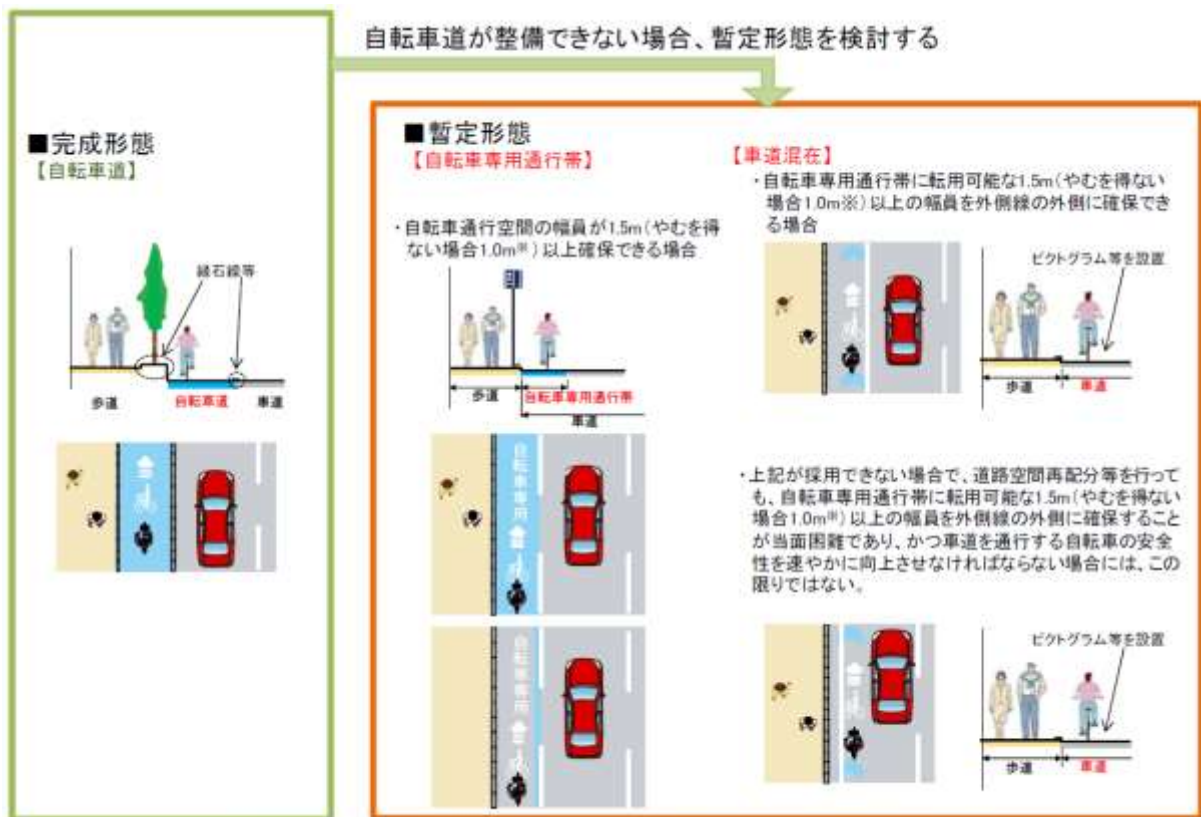 自転車道が整備できない場合、暫定形態を検討する
■完成形態
【自転車道】
縁石線等
歩道
自転車道
車道
■暫定形態
【自転車専用通行帯】
・自転車通行空間の幅員が1.5m(やむを得
ない場合1.0m※)以上確保できる場合
歩道
自転車専用通行帯
車道
自転車専用
自転車専用
【車道混在】
・自転車専用通行帯に転用可能な1.5m(やむを得ない
場合1.0m※)以上の幅員を外側線の外側に確保でき
る場合
ピクトグラム等を設置
歩道
車道
・上記が採用できない場合で、道路空間再配分等を行って
も、自転車専用通行帯に転用可能な1.5m(やむを得ない
場合1.0m※)以上の幅員を外側線の外側に確保すること
が当面困難であり、かつ車道を通行する自転車の安全
性を速やかに向上させなければならない場合には、この
限りではない。
ピクトグラム等を設置
歩道
車道